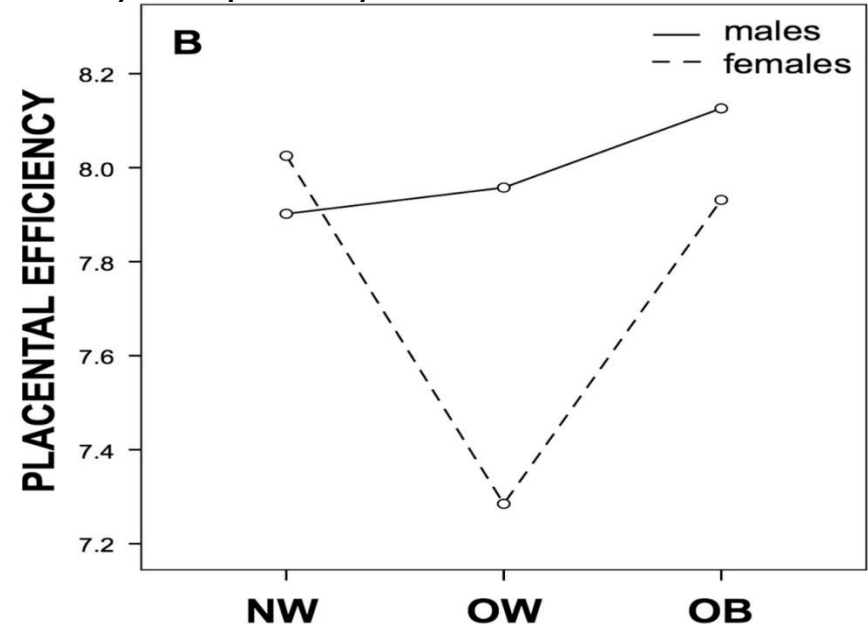 B
males
females
PLACENTAL EFFICIENCY
8.2
8.0
7.8
7.6
7.4
7.2
NW OW OB